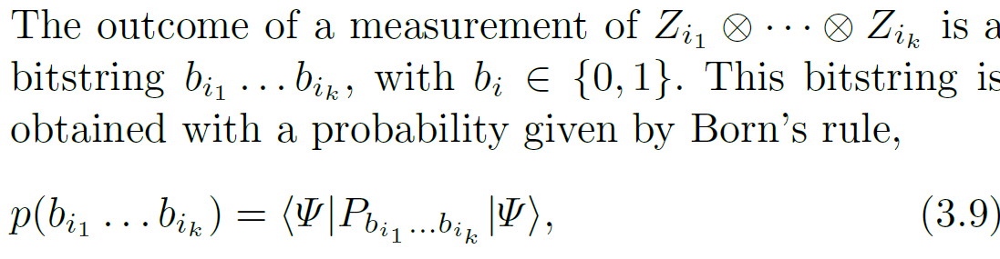 The outcome of a measurement of $Z_{i_1} \otimes \cdots \otimes Z_{i_k}$ is a
bitstring $b_{i_1} \ldots b_{i_k}$, with $b_i \in \{0, 1\}$. This bitstring is
obtained with a probability given by Born's rule,
$p(b_{i_1} \ldots b_{i_k}) = \langle \Psi | P_{b_{i_1} \ldots b_{i_k}} | \Psi \rangle,$ (3.9)